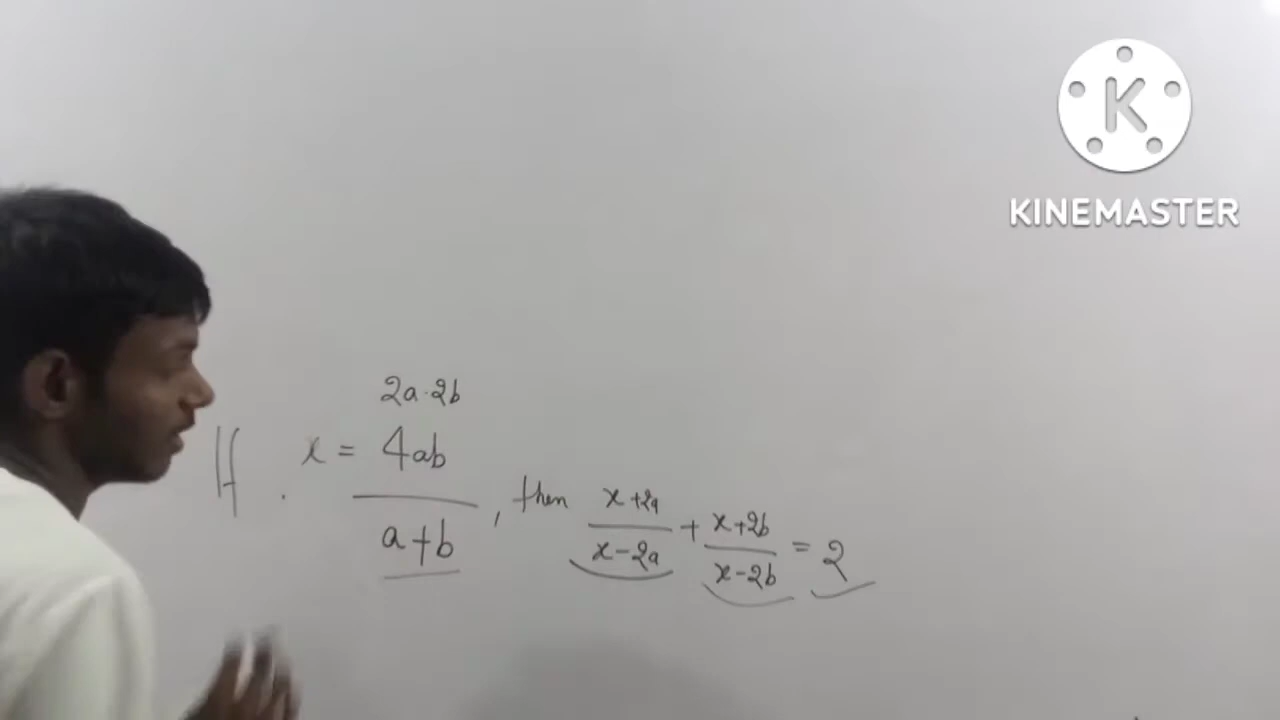 KINEMASTER
2a·2b
If x = 4ab / a+b, then x+2a / x-2a + x+2b / x-2b = 2